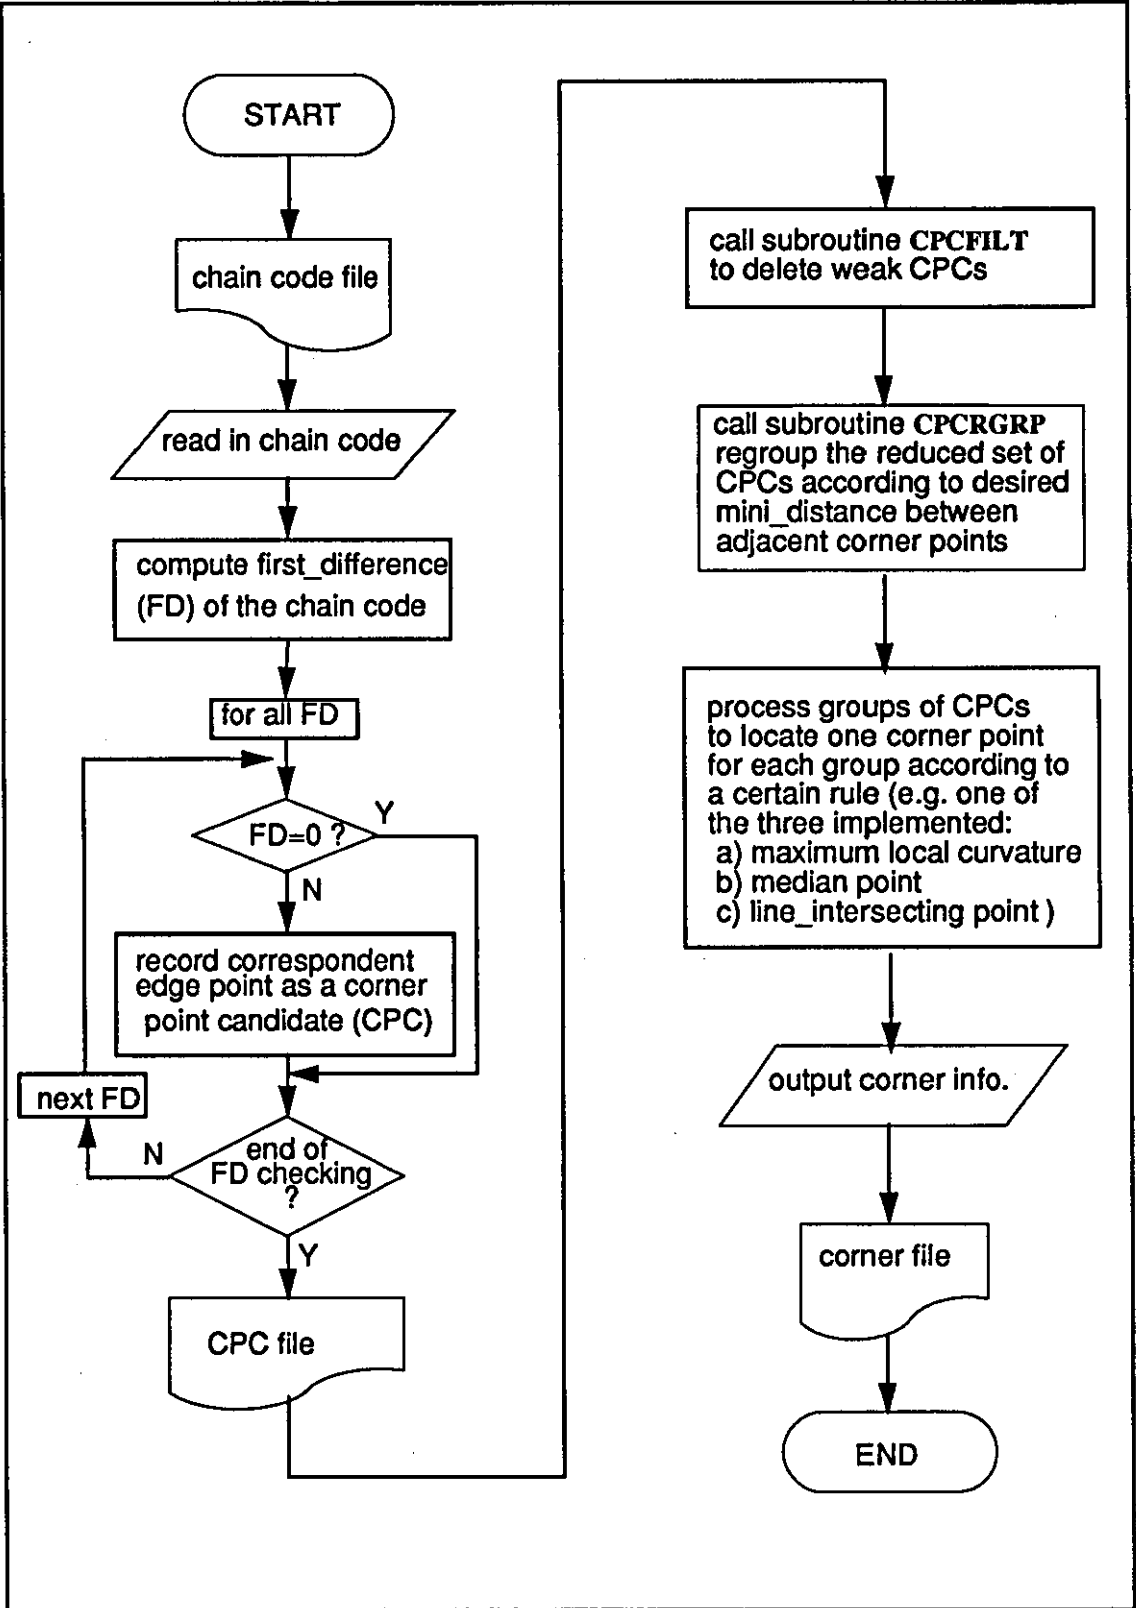 START
chain code file
read in chain code
compute first_difference
(FD) of the chain code
for all FD
FD=0 ?
Y
N
record correspondent
edge point as a corner
point candidate (CPC)
next FD
N
end of
FD checking
?
Y
CPC file
call subroutine CPCFILT
to delete weak CPCs
call subroutine CPCRGRP
regroup the reduced set of
CPCs according to desired
mini_distance between
adjacent corner points
process groups of CPCs
to locate one corner point
for each group according to
a certain rule (e.g. one of
the three implemented:
a) maximum local curvature
b) median point
c) line_intersecting point )
output corner info.
corner file
END